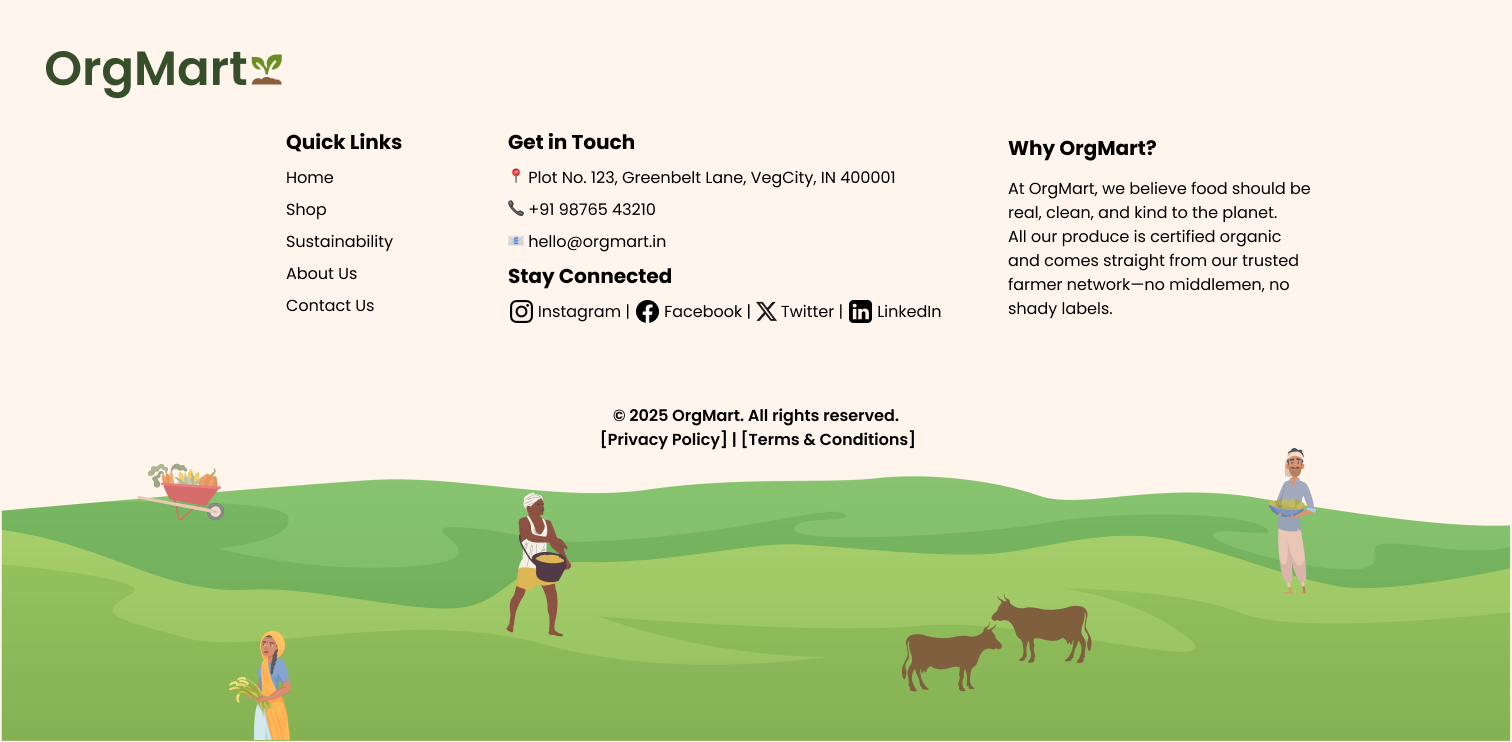 OrgMart
Quick Links
Home
Shop
Sustainability
About Us
Contact Us
Get in Touch
📍 Plot No. 123, Greenbelt Lane, VegCity, IN 400001
📞 +91 98765 43210
📧 hello@orgmart.in
Stay Connected
Instagram | Facebook | Twitter | LinkedIn
Why OrgMart?
At OrgMart, we believe food should be
real, clean, and kind to the planet.
All our produce is certified organic
and comes straight from our trusted
farmer network—no middlemen, no
shady labels.
© 2025 OrgMart. All rights reserved.
[Privacy Policy] | [Terms & Conditions]